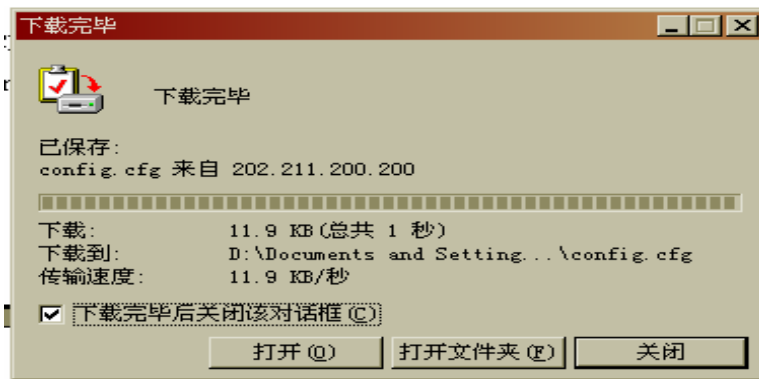 下载完毕
下载完毕
已保存:
config.cfg 来自 202.211.200.200
下载: 11.9 KB(总共 1 秒)
下载到: D:\Documents and Setting...\config.cfg
传输速度: 11.9 KB/秒
下载完毕后关闭该对话框(C)
打开(O) 打开文件夹(F) 关闭